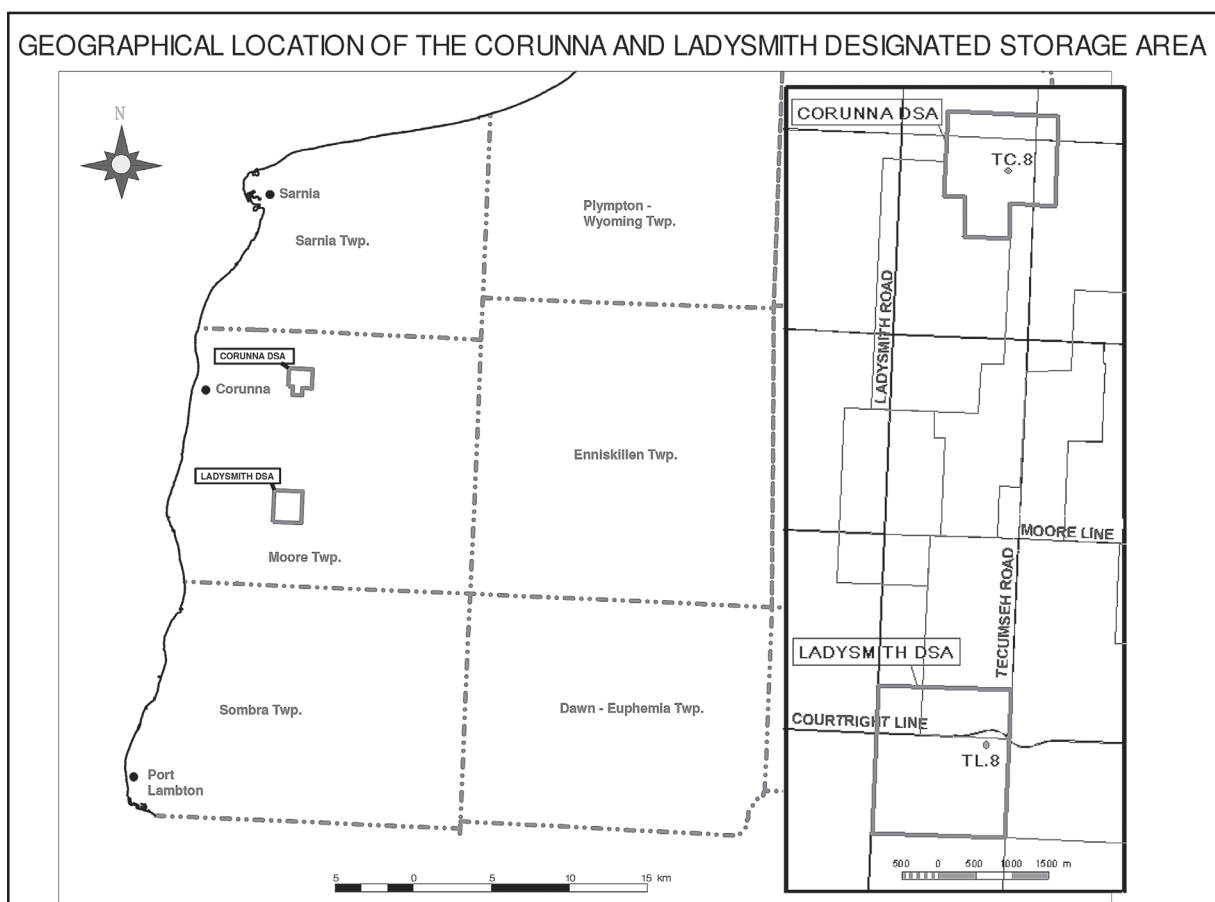 GEOGRAPHICAL LOCATION OF THE CORUNNA AND LADYSMITH DESIGNATED STORAGE AREA
N
Sarnia
Sarnia Twp.
Plympton -
Wyoming Twp.
CORUNNA DSA
Corunna
LADYSMITH DSA
Enniskillen Twp.
Moore Twp.
Sombra Twp.
Dawn - Euphemia Twp.
Port
Lambton
5 0 5 10 15 km
CORUNNA DSA
TC.8
LADYSMITH ROAD
MOORE LINE
TECUMSEH ROAD
LADYSMITH DSA
COURTRIGHT LINE
TL.8
500 0 500 1000 1500 m